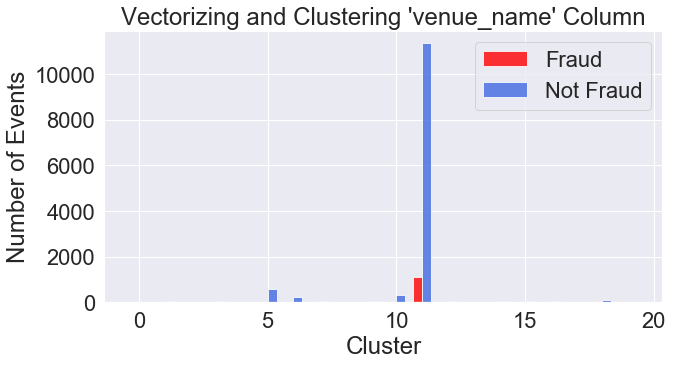 Vectorizing and Clustering 'venue_name' Column
Fraud
Not Fraud
Number of Events
10000
8000
6000
4000
2000
0
0 5 10 15 20
Cluster